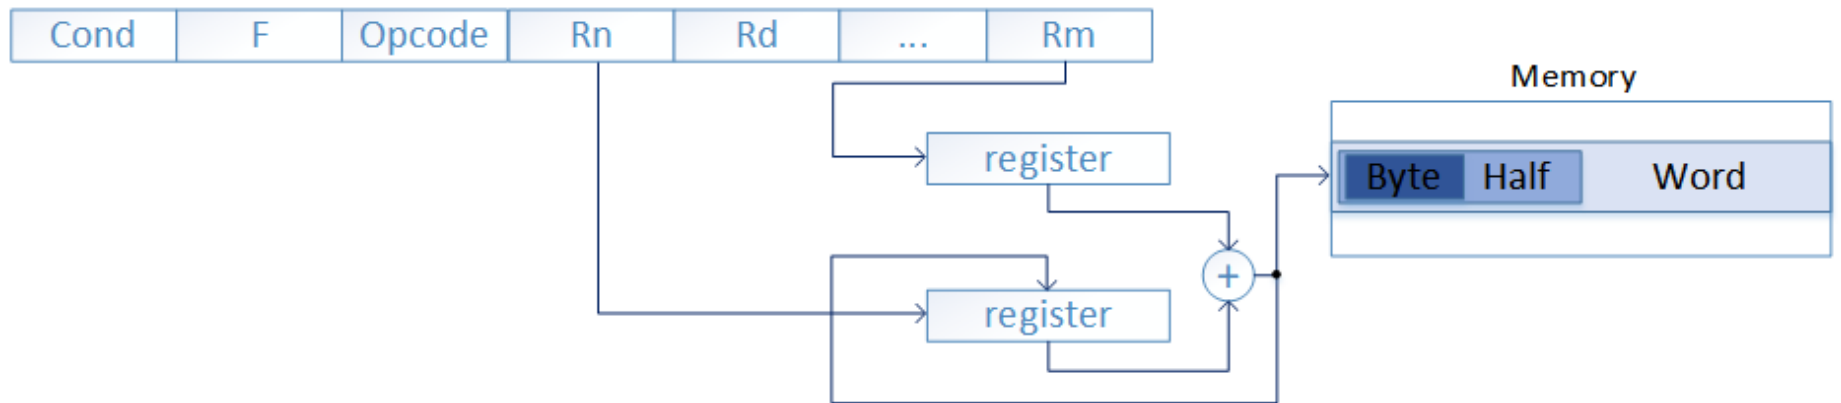 Cond F Opcode Rn Rd ... Rm
Memory
register
Byte Half Word
+
register